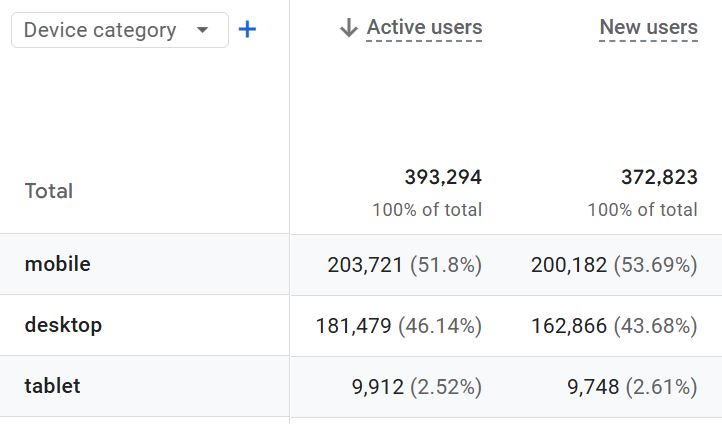 Device category Active users New users
Total 393,294 372,823
100% of total 100% of total
mobile 203,721 (51.8%) 200,182 (53.69%)
desktop 181,479 (46.14%) 162,866 (43.68%)
tablet 9,912 (2.52%) 9,748 (2.61%)